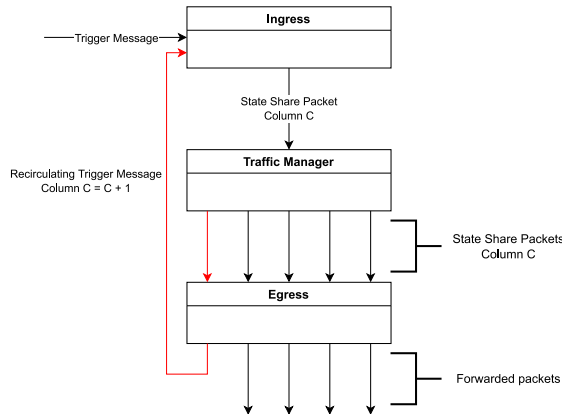 Ingress
Trigger Message
State Share Packet
Column C
Traffic Manager
Recirculating Trigger Message
Column C = C + 1
State Share Packets
Column C
Egress
Forwarded packets